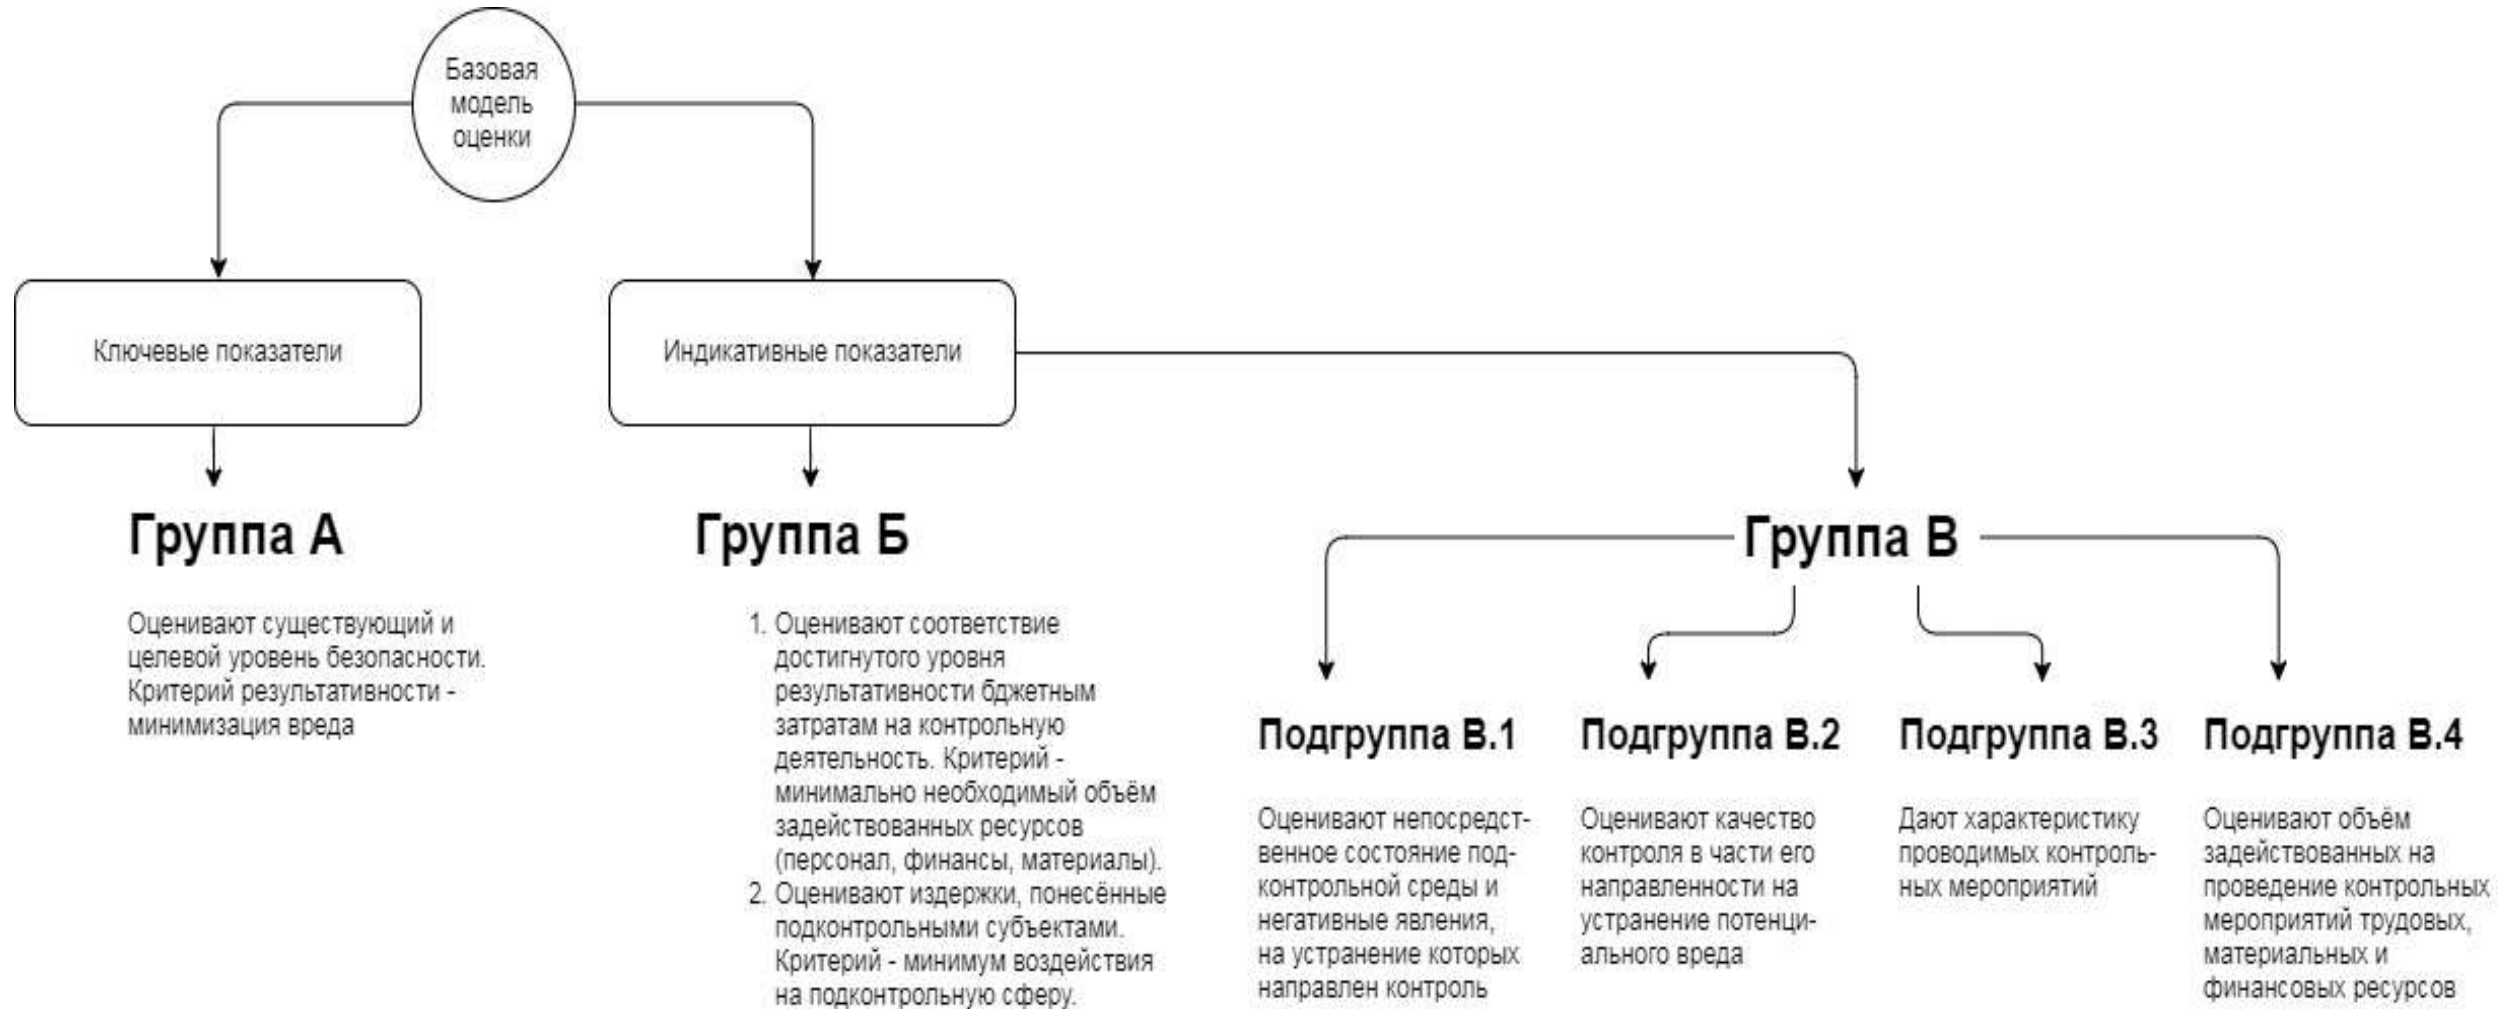 Базовая
модель
оценки
Ключевые показатели
Индикативные показатели
Группа А
Оценивают существующий и
целевой уровень безопасности.
Критерий результативности -
минимизация вреда
Группа Б
1. Оценивают соответствие
достигнутого уровня
результативности бджетным
затратам на контрольную
деятельность. Критерий -
минимально необходимый объём
задействованных ресурсов
(персонал, финансы, материалы).
2. Оценивают издержки, понесённые
подконтрольными субъектами.
Критерий - минимум воздействия
на подконтрольную сферу.
Группа В
Подгруппа В.1
Оценивают непосредст-
венное состояние под-
контрольной среды и
негативные явления,
на устранение которых
направлен контроль
Подгруппа В.2
Оценивают качество
контроля в части его
направленности на
устранение потенци-
ального вреда
Подгруппа В.3
Дают характеристику
проводимых контроль-
ных мероприятий
Подгруппа В.4
Оценивают объём
задействованных на
проведение контрольных
мероприятий трудовых,
материальных и
финансовых ресурсов